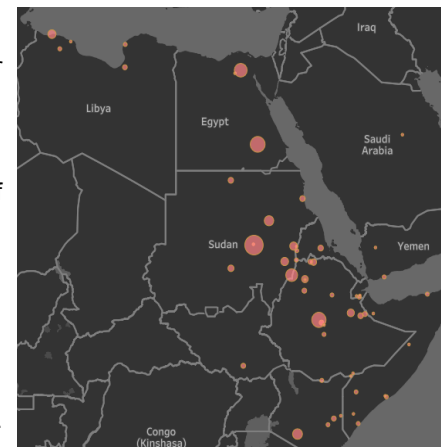 Iraq
Libya
Egypt
Saudi
Arabia
Sudan
Yemen
Congo
(Kinshasa)